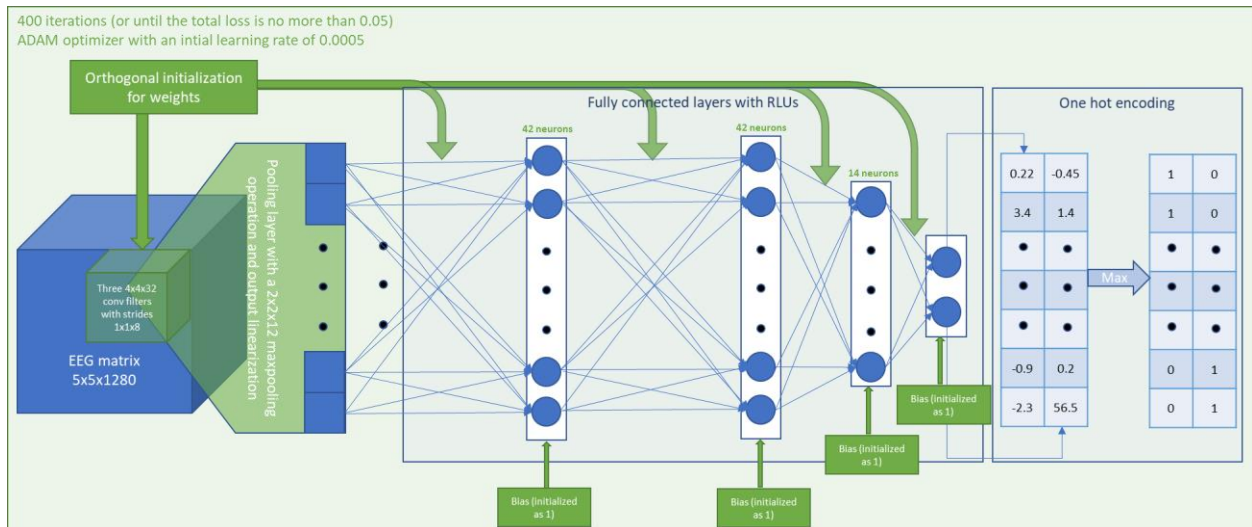 400 iterations (or until the total loss is no more than 0.05)
ADAM optimizer with an intial learning rate of 0.0005
Orthogonal initialization
for weights
Fully connected layers with RLUs
One hot encoding
42 neurons
42 neurons
14 neurons
Pooling layer with a 2x2x12 maxpooling
operation and output linearization
Three 4x4x32
conv filters
with strides
1x1x8
EEG matrix
5x5x1280
0.22 -0.45
3.4 1.4
-0.9 0.2
-2.3 56.5
Max
1 0
1 0
0 1
0 1
Bias (initialized
as 1)
Bias (initialized
as 1)
Bias (initialized
as 1)
Bias (initialized
as 1)